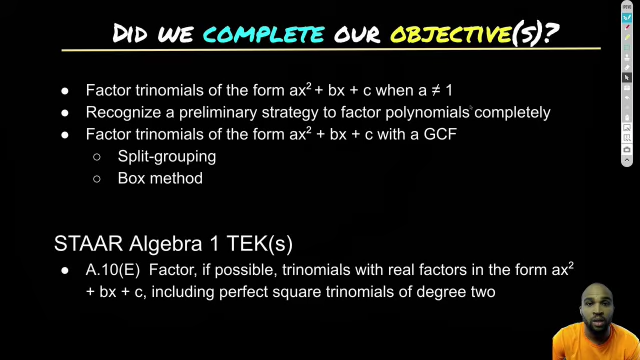 DID WE COMPLETE OUR OBJECTIVE(S)?
● Factor trinomials of the form ax² + bx + c when a ≠ 1
● Recognize a preliminary strategy to factor polynomials completely
● Factor trinomials of the form ax² + bx + c with a GCF
○ Split-grouping
○ Box method
STAAR Algebra 1 TEK(s)
● A.10(E) Factor, if possible, trinomials with real factors in the form ax²
+ bx + c, including perfect square trinomials of degree two